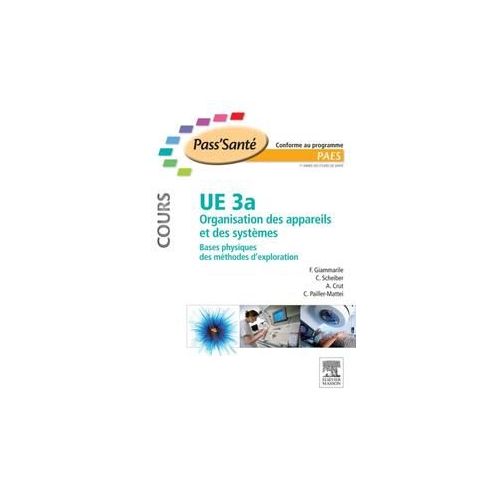 Pass'Santé
Conforme au programme
PAES
COURS
UE 3a
Organisation des appareils
et des systèmes
Bases physiques
des méthodes d'exploration
F. Giammarile
C. Scheiber
A. Crut
C. Pailler-Mattei
ELSEVIER
MASSON